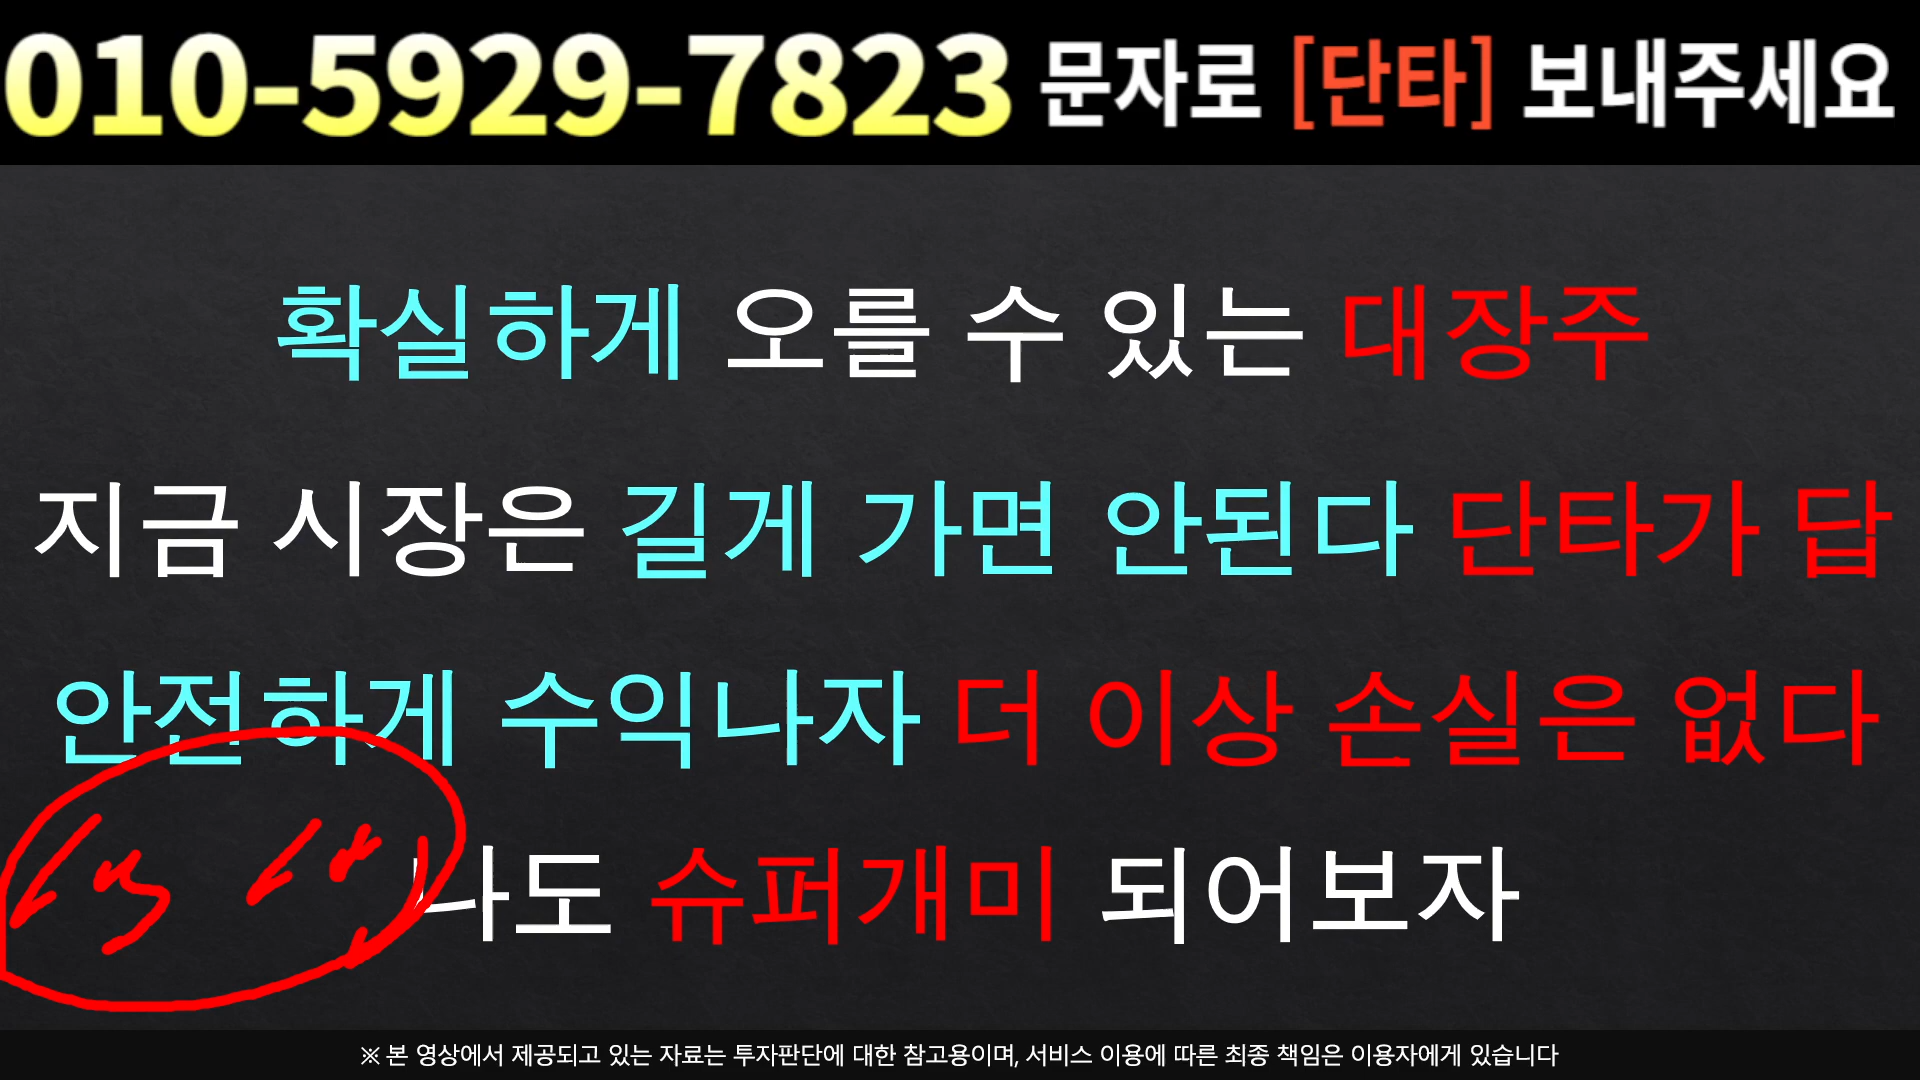 010-5929-7823 문자로 [단타] 보내주세요
확실하게 오를 수 있는 대장주
지금 시장은 길게 가면 안된다 단타가 답
안전하게 수익나자 더 이상 손실은 없다
나도 슈퍼개미 되어보자
※ 본 영상에서 제공되고 있는 자료는 투자판단에 대한 참고용이며, 서비스 이용에 따른 최종 책임은 이용자에게 있습니다